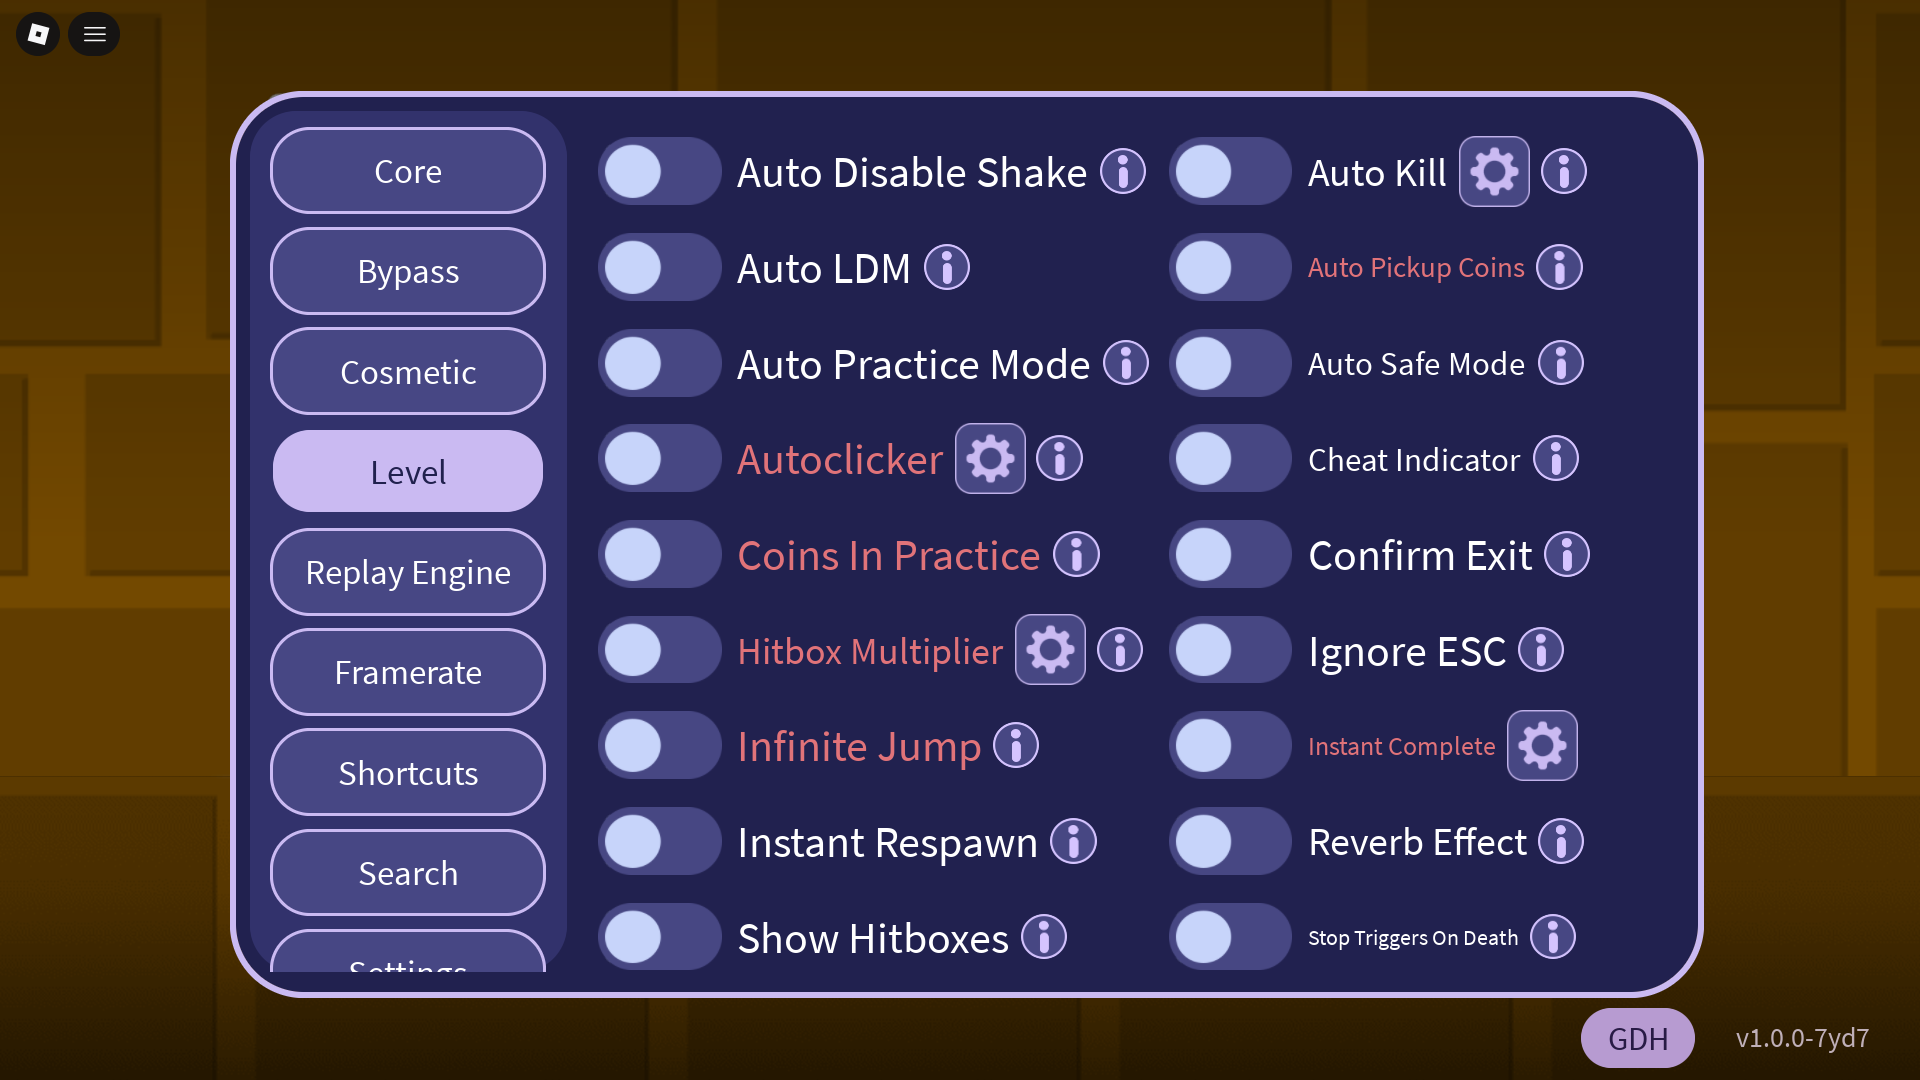 Core
Bypass
Cosmetic
Level
Replay Engine
Framerate
Shortcuts
Search
Settings
Auto Disable Shake
Auto Kill
Auto LDM
Auto Pickup Coins
Auto Practice Mode
Auto Safe Mode
Autoclicker
Cheat Indicator
Coins In Practice
Confirm Exit
Hitbox Multiplier
Ignore ESC
Infinite Jump
Instant Complete
Instant Respawn
Reverb Effect
Show Hitboxes
Stop Triggers On Death
GDH
v1.0.0-7yd7